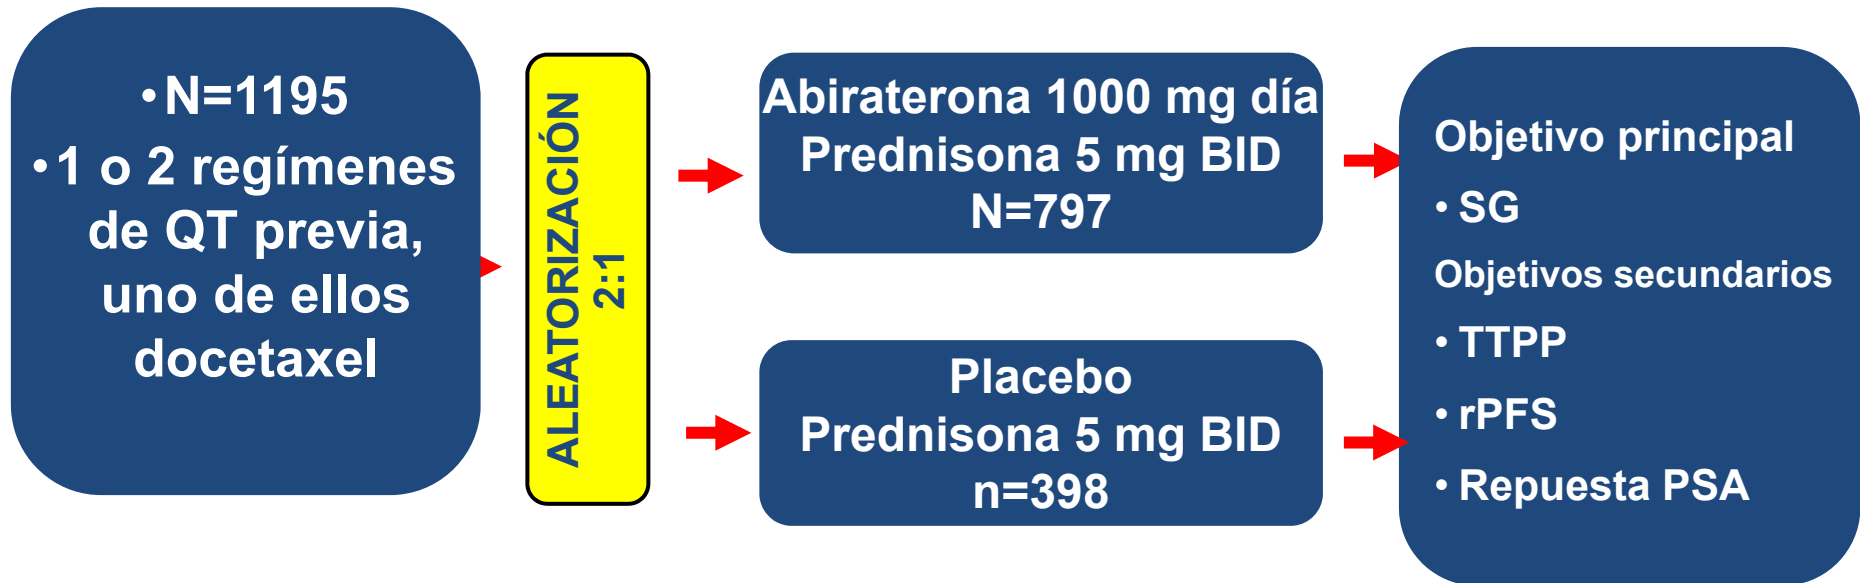 •N=1195
•1 o 2 regímenes
de QT previa,
uno de ellos
docetaxel
ALEATORIZACIÓN
2:1
Abiraterona 1000 mg día
Prednisona 5 mg BID
N=797
Placebo
Prednisona 5 mg BID
n=398
Objetivo principal
• SG
Objetivos secundarios
• TTPP
• rPFS
• Repuesta PSA